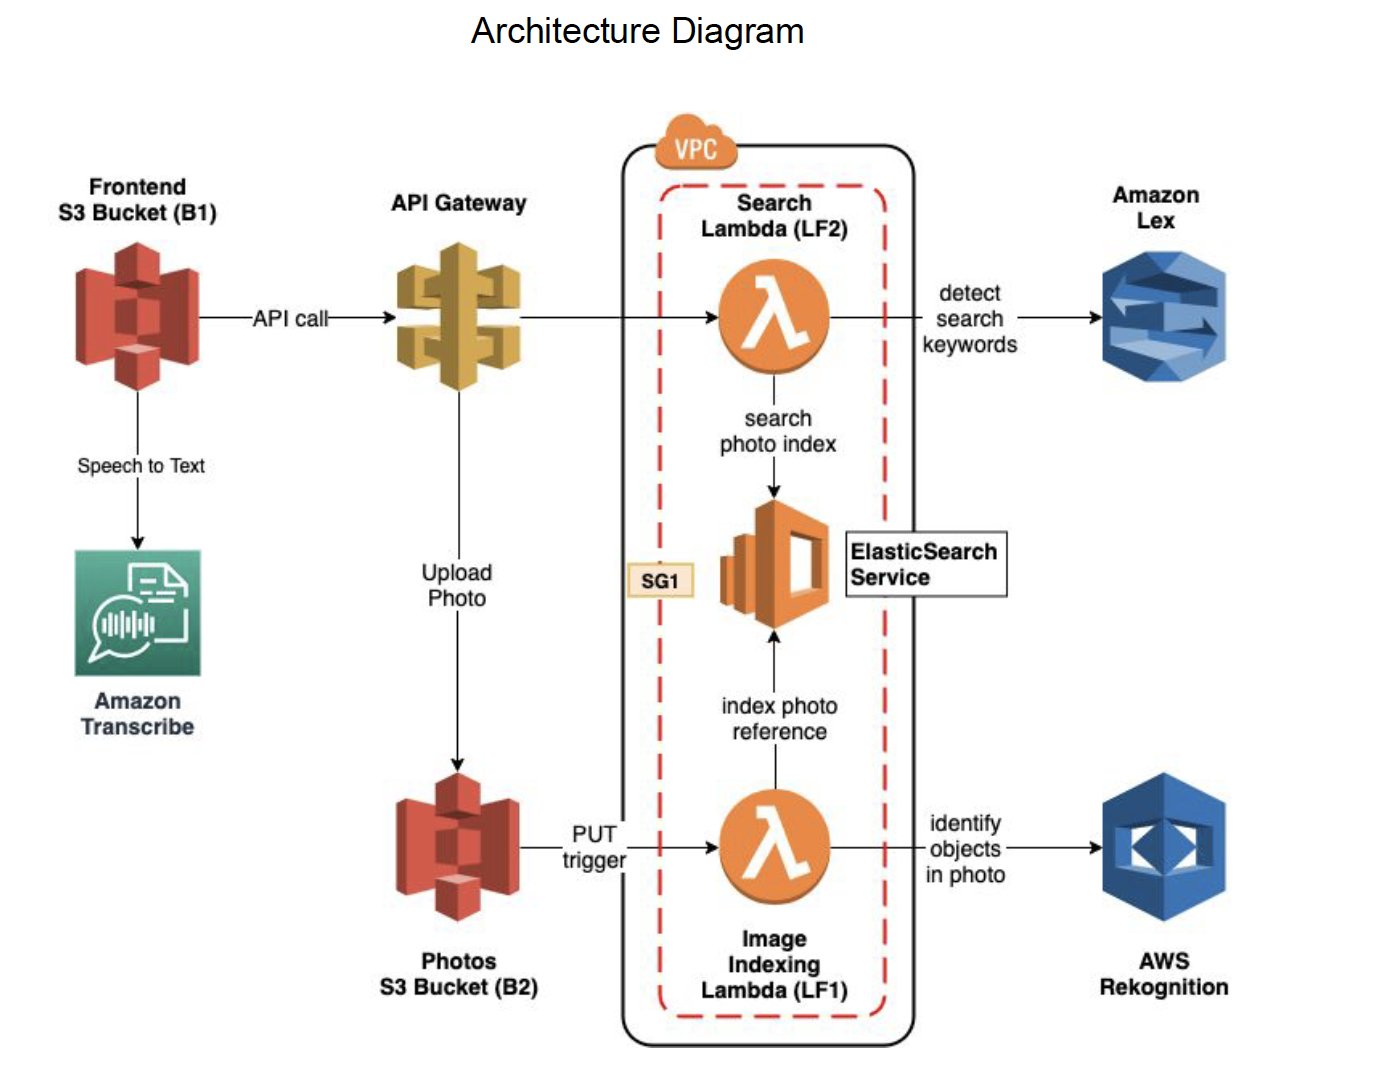 Architecture Diagram
VPC
Frontend
S3 Bucket (B1)
API Gateway
Search
Lambda (LF2)
Amazon
Lex
API call
detect
search
keywords
search
photo index
Speech to Text
Upload
Photo
SG1
ElasticSearch
Service
Amazon
Transcribe
index photo
reference
PUT
trigger
identify
objects
in photo
Photos
S3 Bucket (B2)
Image
Indexing
Lambda (LF1)
AWS
Rekognition